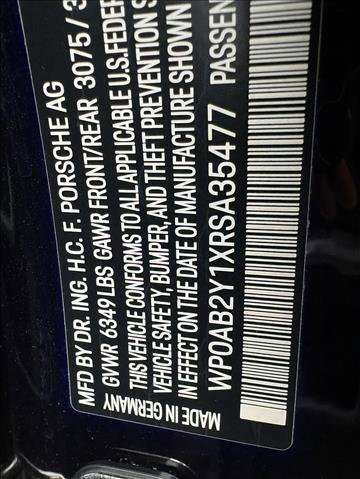 MFD BY DR. ING. H.C. F. PORSCHE AG
GVWR 6349 LBS GAWR FRONT/REAR 3075 / 3
THIS VEHICLE CONFORMS TO ALL APPLICABLE U.S. FEDER
VEHICLE SAFETY, BUMPER, AND THEFT PREVENTION S
IN EFFECT ON THE DATE OF MANUFACTURE SHOWN
WP0AB2Y1XRSA35477 PASSEN
MADE IN GERMANY